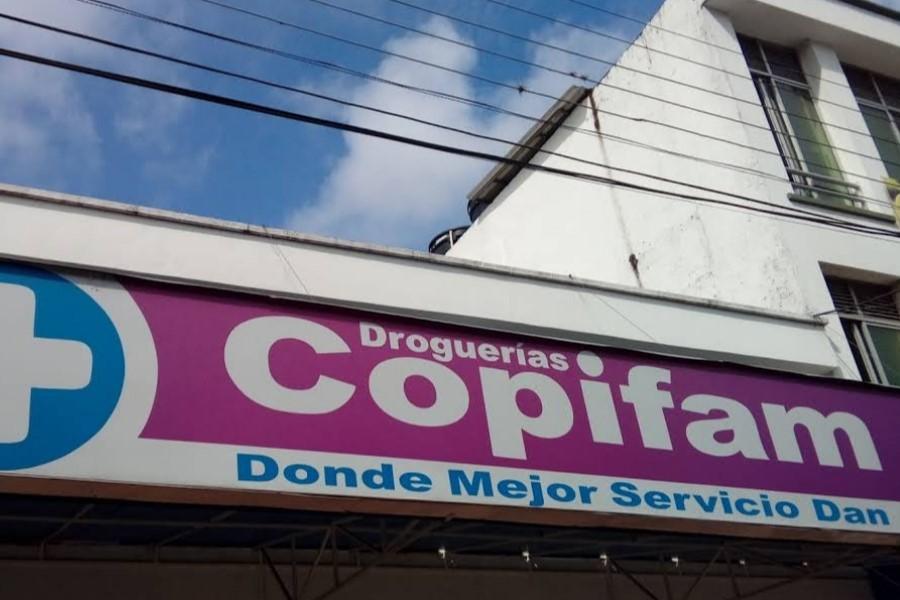 Droguerías
Copifam
Donde Mejor Servicio Dan